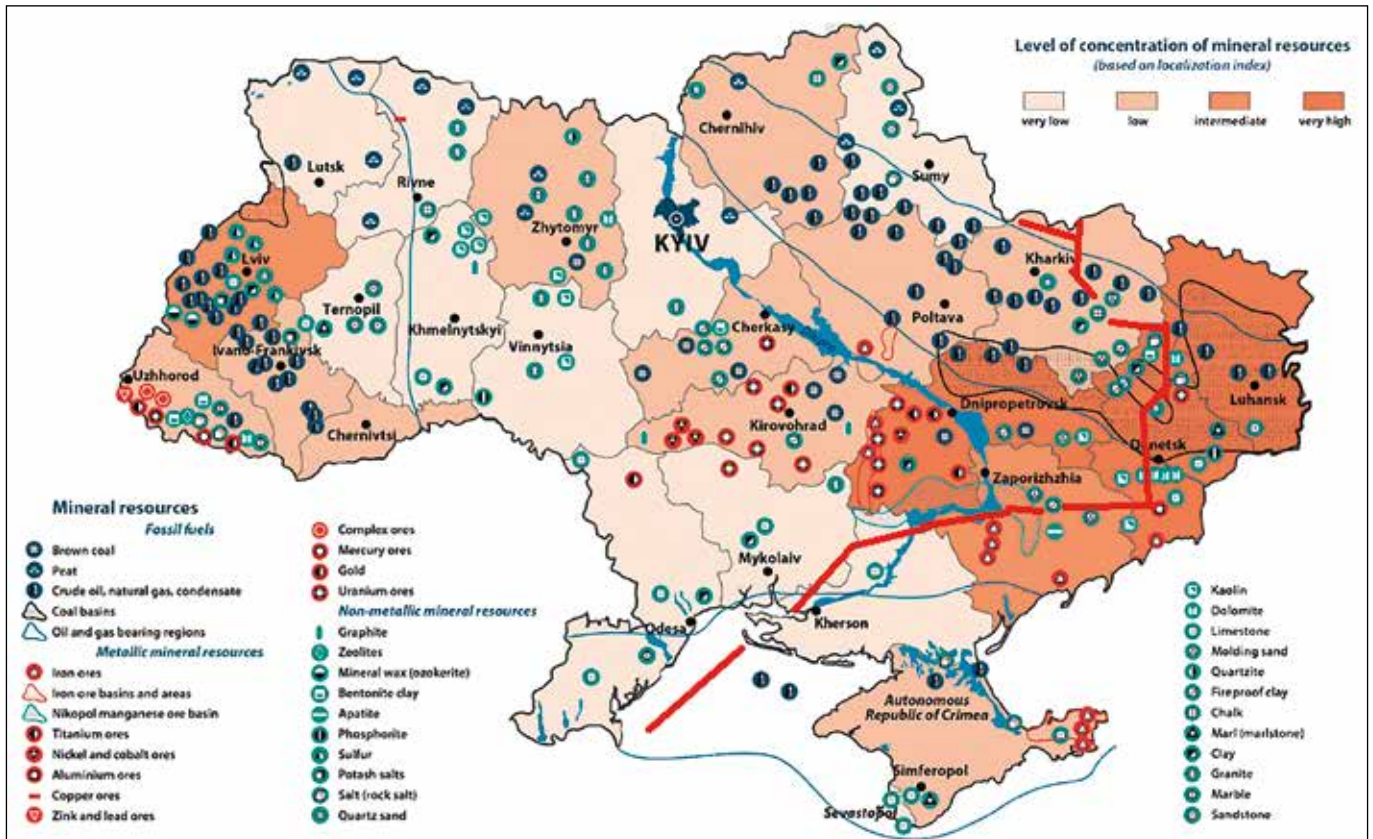 Level of concentration of mineral resources
(based on localization index)
very low
low
intermediate
very high
Chernihiv
Sumy
Lutsk
Rivne
Zhytomyr
KYIV
Lviv
Kharkiv
Ternopil
Khmelnytskyi
Cherkasy
Poltava
Vinnytsia
Ivano-Frankivsk
Uzhhorod
Luhansk
Chernivtsi
Kirovohrad
Dnipropetrovsk
Donetsk
Zaporizhzhia
Mykolaiv
Odesa
Kherson
Autonomous
Republic of Crimea
Simferopol
Sevastopol
Mineral resources
Fossil fuels
Brown coal
Peat
Crude oil, natural gas, condensate
Coal basins
Oil and gas bearing regions
Metallic mineral resources
Iron ores
Iron ore basins and areas
Nikopol manganese ore basin
Titanium ores
Nickel and cobalt ores
Aluminium ores
Copper ores
Zink and lead ores
Complex ores
Mercury ores
Gold
Uranium ores
Non-metallic mineral resources
Graphite
Zeolites
Mineral wax (ozokerite)
Bentonite clay
Apatite
Phosphorite
Sulfur
Potash salts
Salt (rock salt)
Quartz sand
Kaolin
Dolomite
Limestone
Molding sand
Quartzite
Fireproof clay
Chalk
Marl (marlstone)
Clay
Granite
Marble
Sandstone